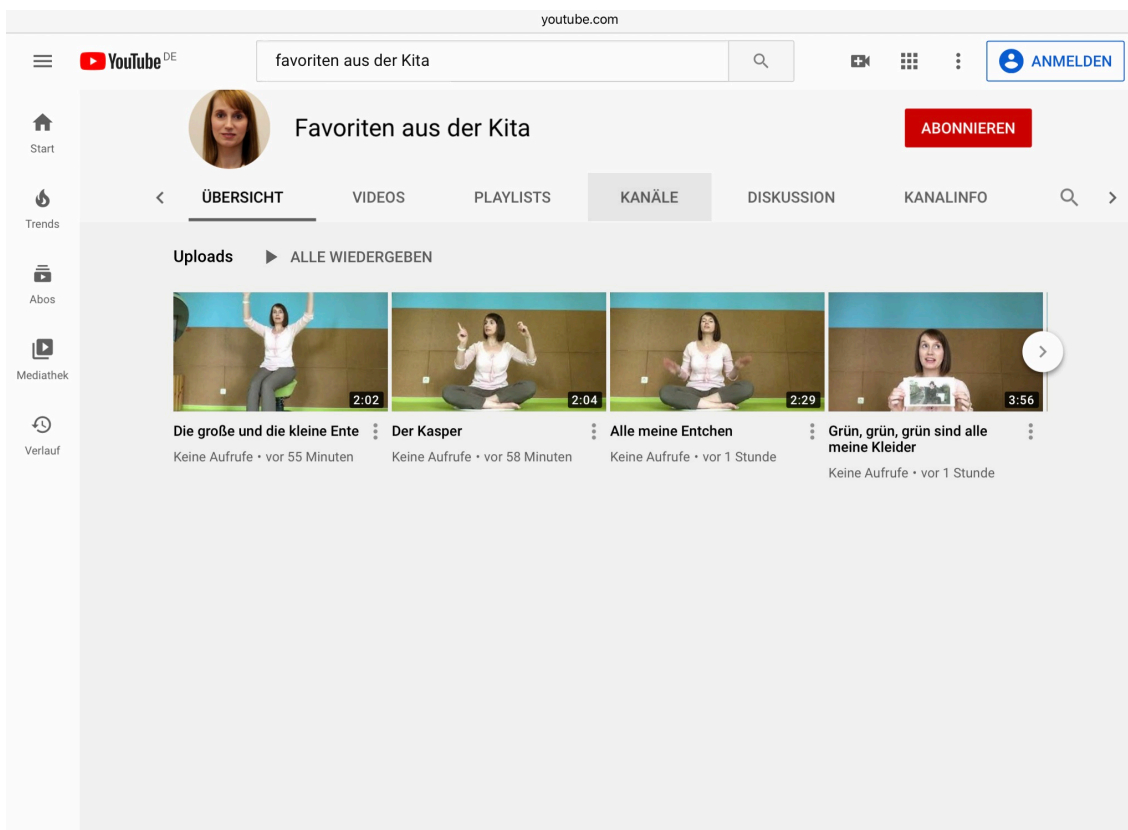 youtube.com
YouTube DE
favoriten aus der Kita
ANMELDEN
Start
Trends
Abos
Mediathek
Verlauf
Favoriten aus der Kita
ABONNIEREN
ÜBERSICHT VIDEOS PLAYLISTS KANÄLE DISKUSSION KANALINFO
Uploads ALLE WIEDERGEBEN
2:02 2:04 2:29 3:56
Die große und die kleine Ente
Keine Aufrufe • vor 55 Minuten
Der Kasper
Keine Aufrufe • vor 58 Minuten
Alle meine Entchen
Keine Aufrufe • vor 1 Stunde
Grün, grün, grün sind alle
meine Kleider
Keine Aufrufe • vor 1 Stunde